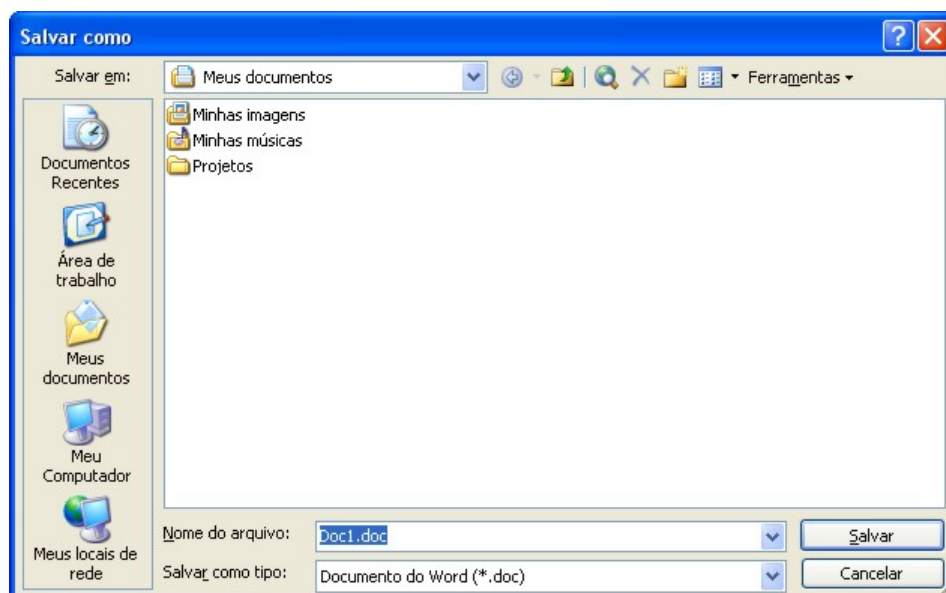 Salvar como
Salvar em:
Meus documentos
Ferramentas
Documentos
Recentes
Área de
trabalho
Meus
documentos
Meu
Computador
Meus locais de
rede
Minhas imagens
Minhas músicas
Projetos
Nome do arquivo:
Doc1.doc
Salvar
Salvar como tipo:
Documento do Word (*.doc)
Cancelar